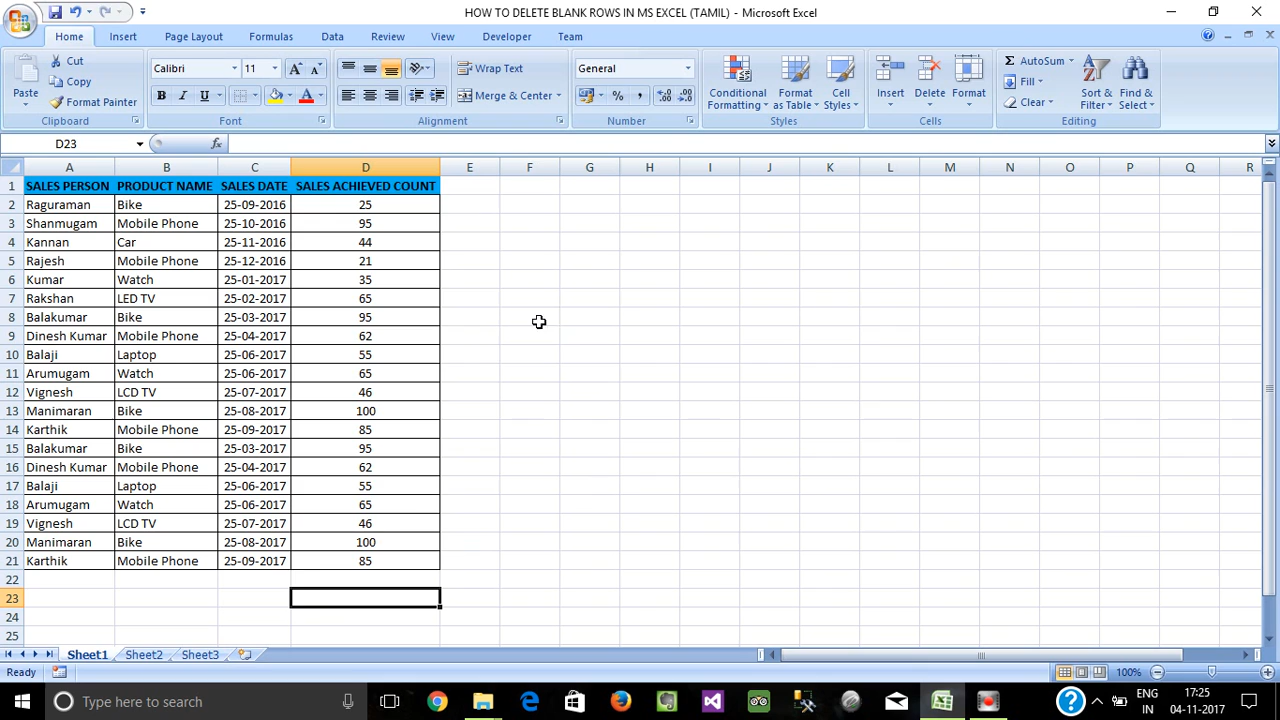 HOW TO DELETE BLANK ROWS IN MS EXCEL (TAMIL) - Microsoft Excel
Home Insert Page Layout Formulas Data Review View Developer Team
Paste Cut Calibri 11 Wrap Text General Conditional Formatting Format as Table Cell Styles Insert Delete Format AutoSum Sort & Filter Find & Select
Copy Fill
Format Painter B I U A Merge & Center % , Clear
Clipboard Font Alignment Number Styles Cells Editing
D23 fx
A B C D E F G H I J K L M N O P Q R
1 SALES PERSON PRODUCT NAME SALES DATE SALES ACHIEVED COUNT
2 Raguraman Bike 25-09-2016 25
3 Shanmugam Mobile Phone 25-10-2016 95
4 Kannan Car 25-11-2016 44
5 Rajesh Mobile Phone 25-12-2016 21
6 Kumar Watch 25-01-2017 35
7 Rakshan LED TV 25-02-2017 65
8 Balakumar Bike 25-03-2017 95
9 Dinesh Kumar Mobile Phone 25-04-2017 62
10 Balaji Laptop 25-06-2017 55
11 Arumugam Watch 25-06-2017 65
12 Vignesh LCD TV 25-07-2017 46
13 Manimaran Bike 25-08-2017 100
14 Karthik Mobile Phone 25-09-2017 85
15 Balakumar Bike 25-03-2017 95
16 Dinesh Kumar Mobile Phone 25-04-2017 62
17 Balaji Laptop 25-06-2017 55
18 Arumugam Watch 25-06-2017 65
19 Vignesh LCD TV 25-07-2017 46
20 Manimaran Bike 25-08-2017 100
21 Karthik Mobile Phone 25-09-2017 85
22
23
24
25
Sheet1 Sheet2 Sheet3
Ready 100%
Type here to search ENG 17:25
IN 04-11-2017